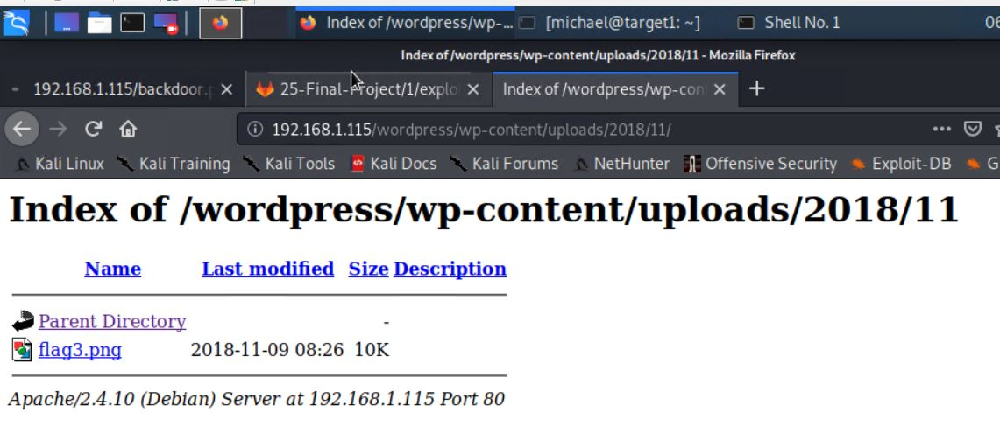 Index of /wordpress/wp-... [michael@target1: ~] Shell No. 1 06
Index of /wordpress/wp-content/uploads/2018/11 - Mozilla Firefox
192.168.1.115/backdoor.p 25-Final-Project/1/explo Index of /wordpress/wp-con
192.168.1.115/wordpress/wp-content/uploads/2018/11/
Kali Linux Kali Training Kali Tools Kali Docs Kali Forums NetHunter Offensive Security Exploit-DB G
Index of /wordpress/wp-content/uploads/2018/11
Name Last modified Size Description
Parent Directory -
flag3.png 2018-11-09 08:26 10K
Apache/2.4.10 (Debian) Server at 192.168.1.115 Port 80